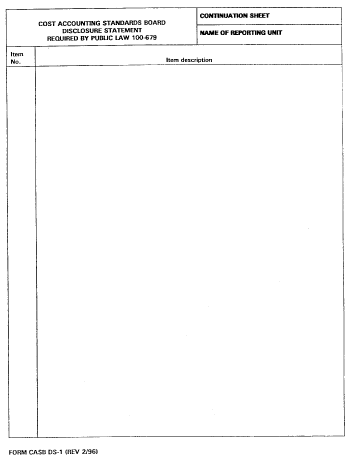 COST ACCOUNTING STANDARDS BOARD
DISCLOSURE STATEMENT
REQUIRED BY PUBLIC LAW 100-679
CONTINUATION SHEET
NAME OF REPORTING UNIT
Item
No.
Item description
FORM CASB DS-1 (REV 2/96)